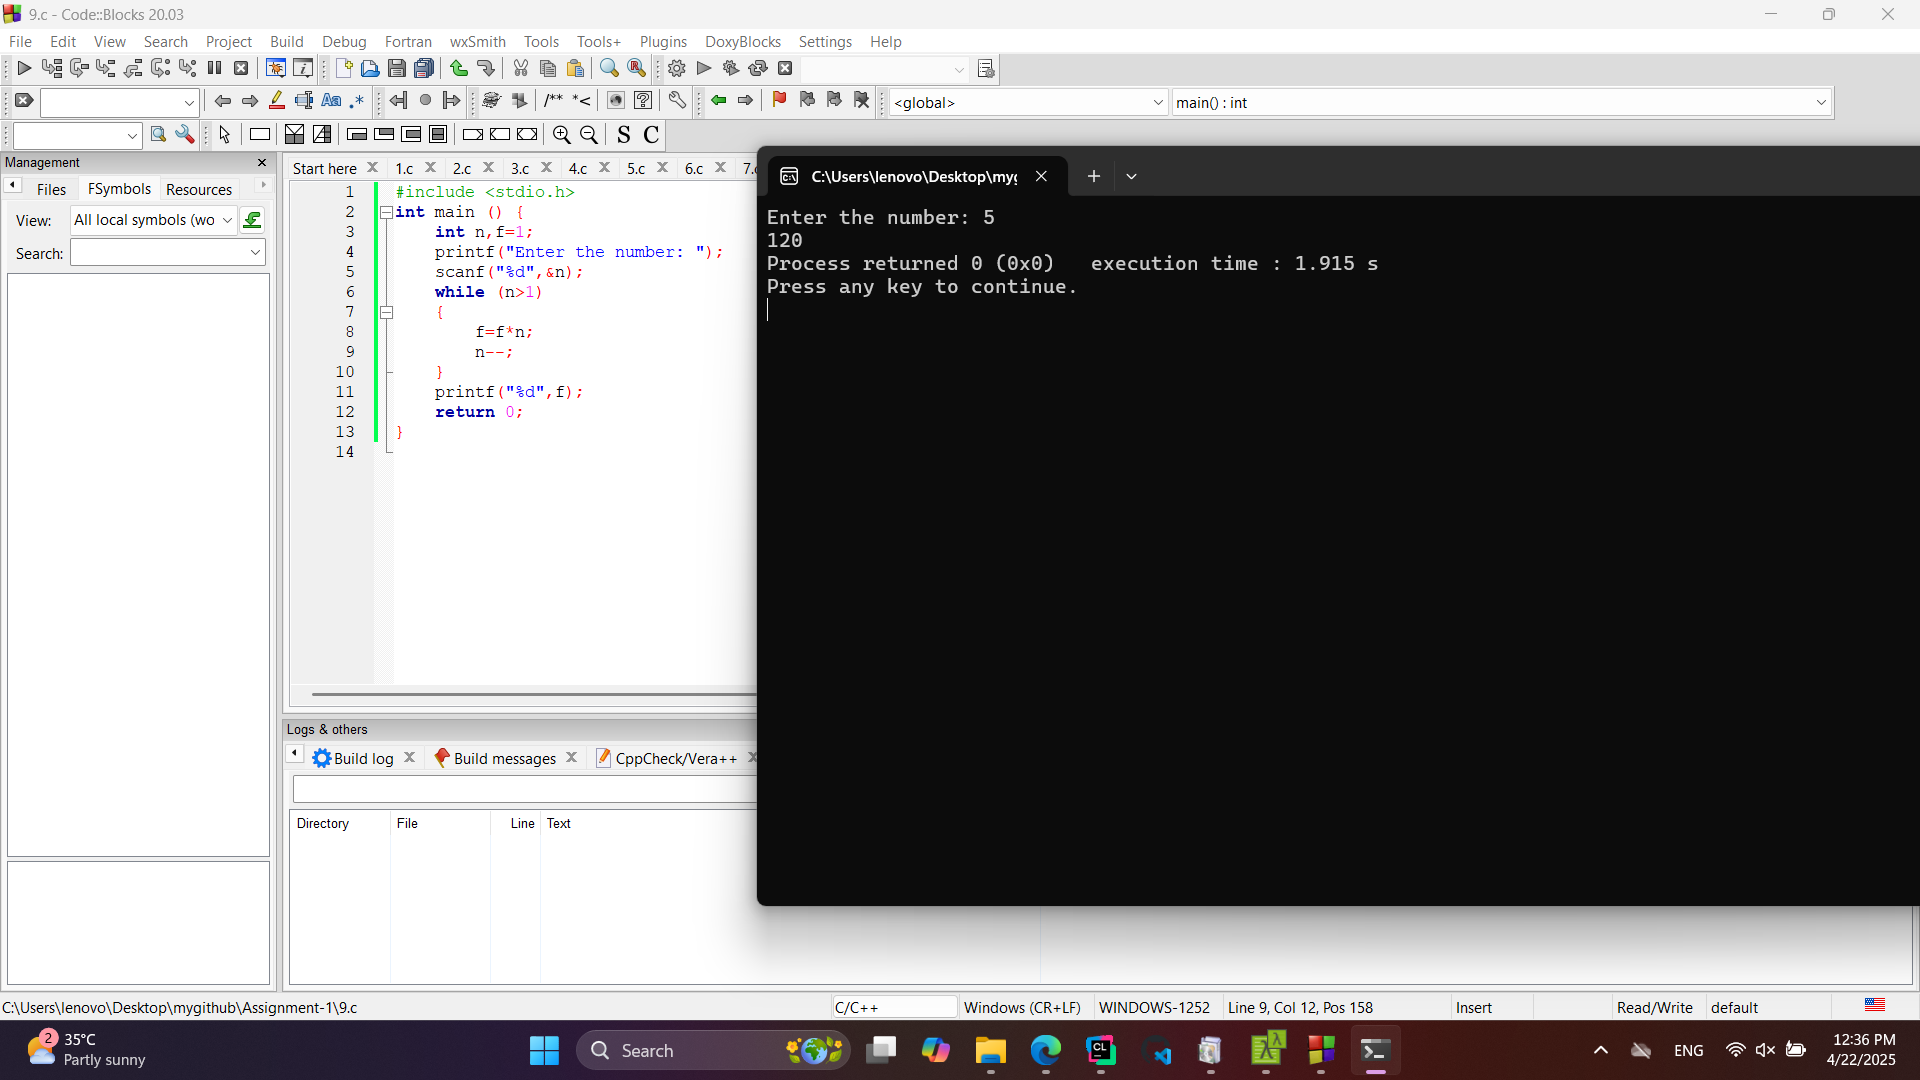 9.c - Code::Blocks 20.03
File Edit View Search Project Build Debug Fortran wxSmith Tools Tools+ Plugins DoxyBlocks Settings Help
/** *<
<global>
main() : int
S C
Management
Files FSymbols Resources
View: All local symbols (wo
Search:
Start here 1.c 2.c 3.c 4.c 5.c 6.c 7.c
1 #include <stdio.h>
2 int main () {
3 int n,f=1;
4 printf("Enter the number: ");
5 scanf("%d",&n);
6 while (n>1)
7 {
8 f=f*n;
9 n--;
10 }
11 printf("%d",f);
12 return 0;
13 }
14
C:\Users\lenovo\Desktop\myg
Enter the number: 5
120
Process returned 0 (0x0) execution time : 1.915 s
Press any key to continue.
Logs & others
Build log Build messages CppCheck/Vera++
Directory File Line Text
C:\Users\lenovo\Desktop\mygithub\Assignment-1\9.c C/C++ Windows (CR+LF) WINDOWS-1252 Line 9, Col 12, Pos 158 Insert Read/Write default
2
35°C
Partly sunny
Search
CL
ENG
12:36 PM
4/22/2025